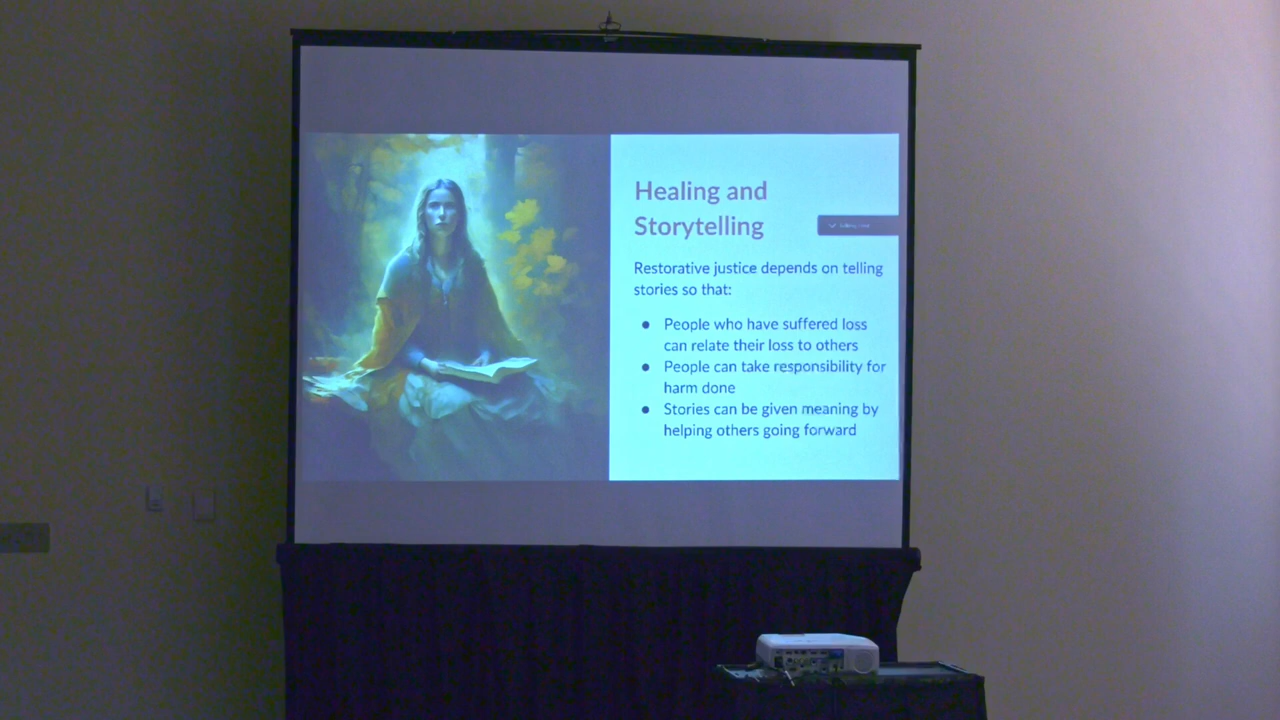 Healing and
Storytelling
Restorative justice depends on telling
stories so that:
● People who have suffered loss
can relate their loss to others
● People can take responsibility for
harm done
● Stories can be given meaning by
helping others going forward